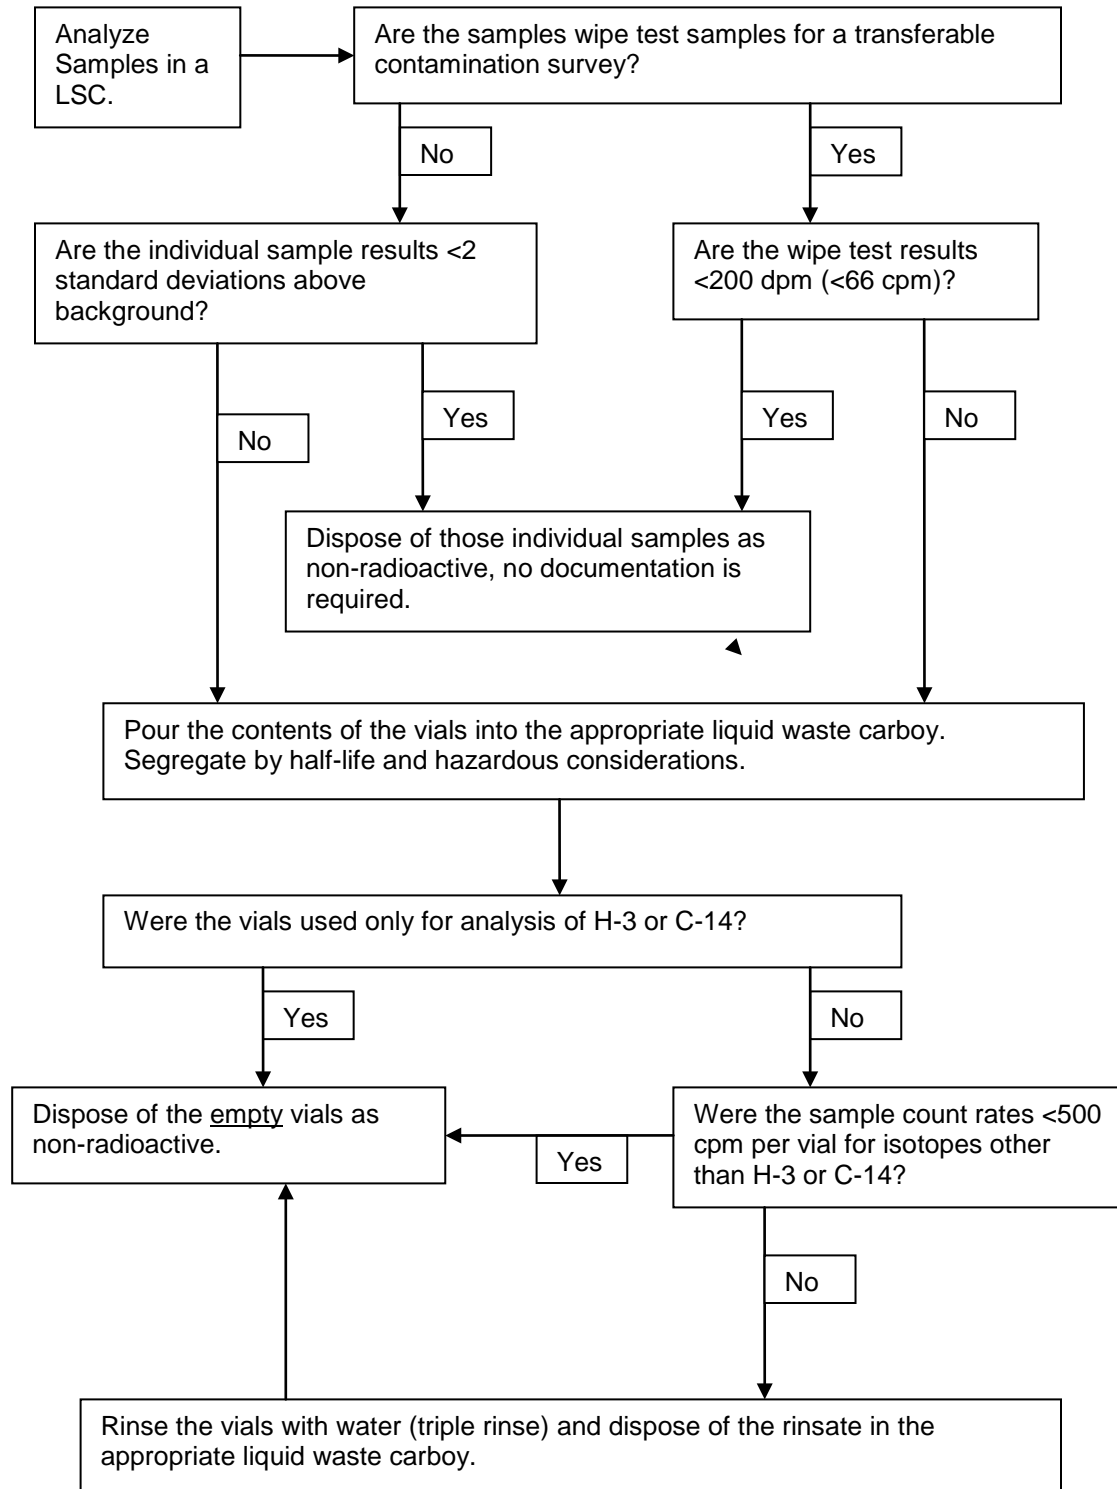 Analyze
Samples in a
LSC.
Are the samples wipe test samples for a transferable
contamination survey?
No
Yes
Are the individual sample results <2
standard deviations above
background?
Are the wipe test results
<200 dpm (<66 cpm)?
No
Yes
Yes
No
Dispose of those individual samples as
non-radioactive, no documentation is
required.
Pour the contents of the vials into the appropriate liquid waste carboy.
Segregate by half-life and hazardous considerations.
Were the vials used only for analysis of H-3 or C-14?
Yes
No
Dispose of the empty vials as
non-radioactive.
Yes
Were the sample count rates <500
cpm per vial for isotopes other
than H-3 or C-14?
No
Rinse the vials with water (triple rinse) and dispose of the rinsate in the
appropriate liquid waste carboy.